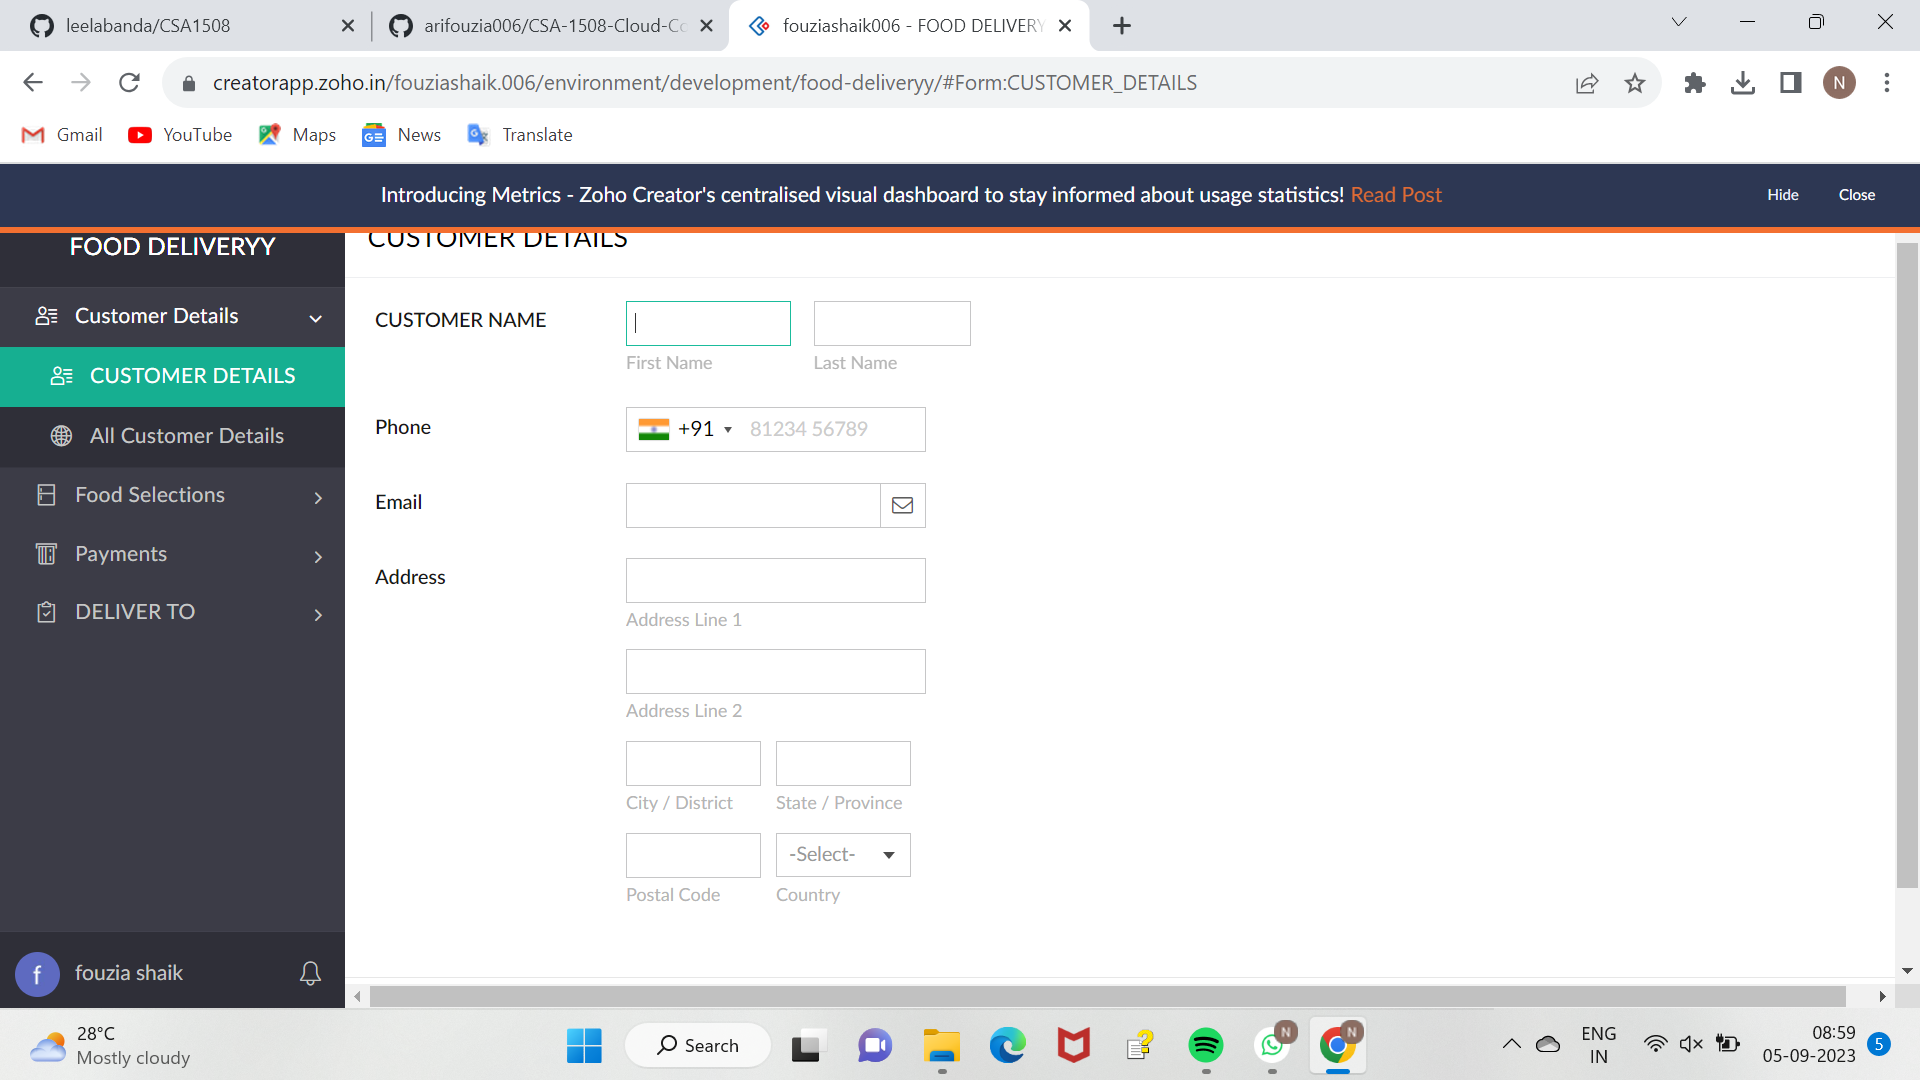 leelabanda/CSA1508
arifouzia006/CSA-1508-Cloud-Co
fouziashaik006 - FOOD DELIVERY
creatorapp.zoho.in/fouziashaik.006/environment/development/food-deliveryy/#Form:CUSTOMER_DETAILS
N
Gmail
YouTube
Maps
News
Translate
Introducing Metrics - Zoho Creator's centralised visual dashboard to stay informed about usage statistics! Read Post
Hide
Close
FOOD DELIVERYY
CUSTOMER DETAILS
Customer Details
CUSTOMER DETAILS
All Customer Details
Food Selections
Payments
DELIVER TO
f
fouzia shaik
CUSTOMER NAME
First Name
Last Name
Phone
+91
81234 56789
Email
Address
Address Line 1
Address Line 2
City / District
State / Province
Postal Code
-Select-
Country
28°C
Mostly cloudy
Search
N
N
ENG
IN
08:59
05-09-2023
5